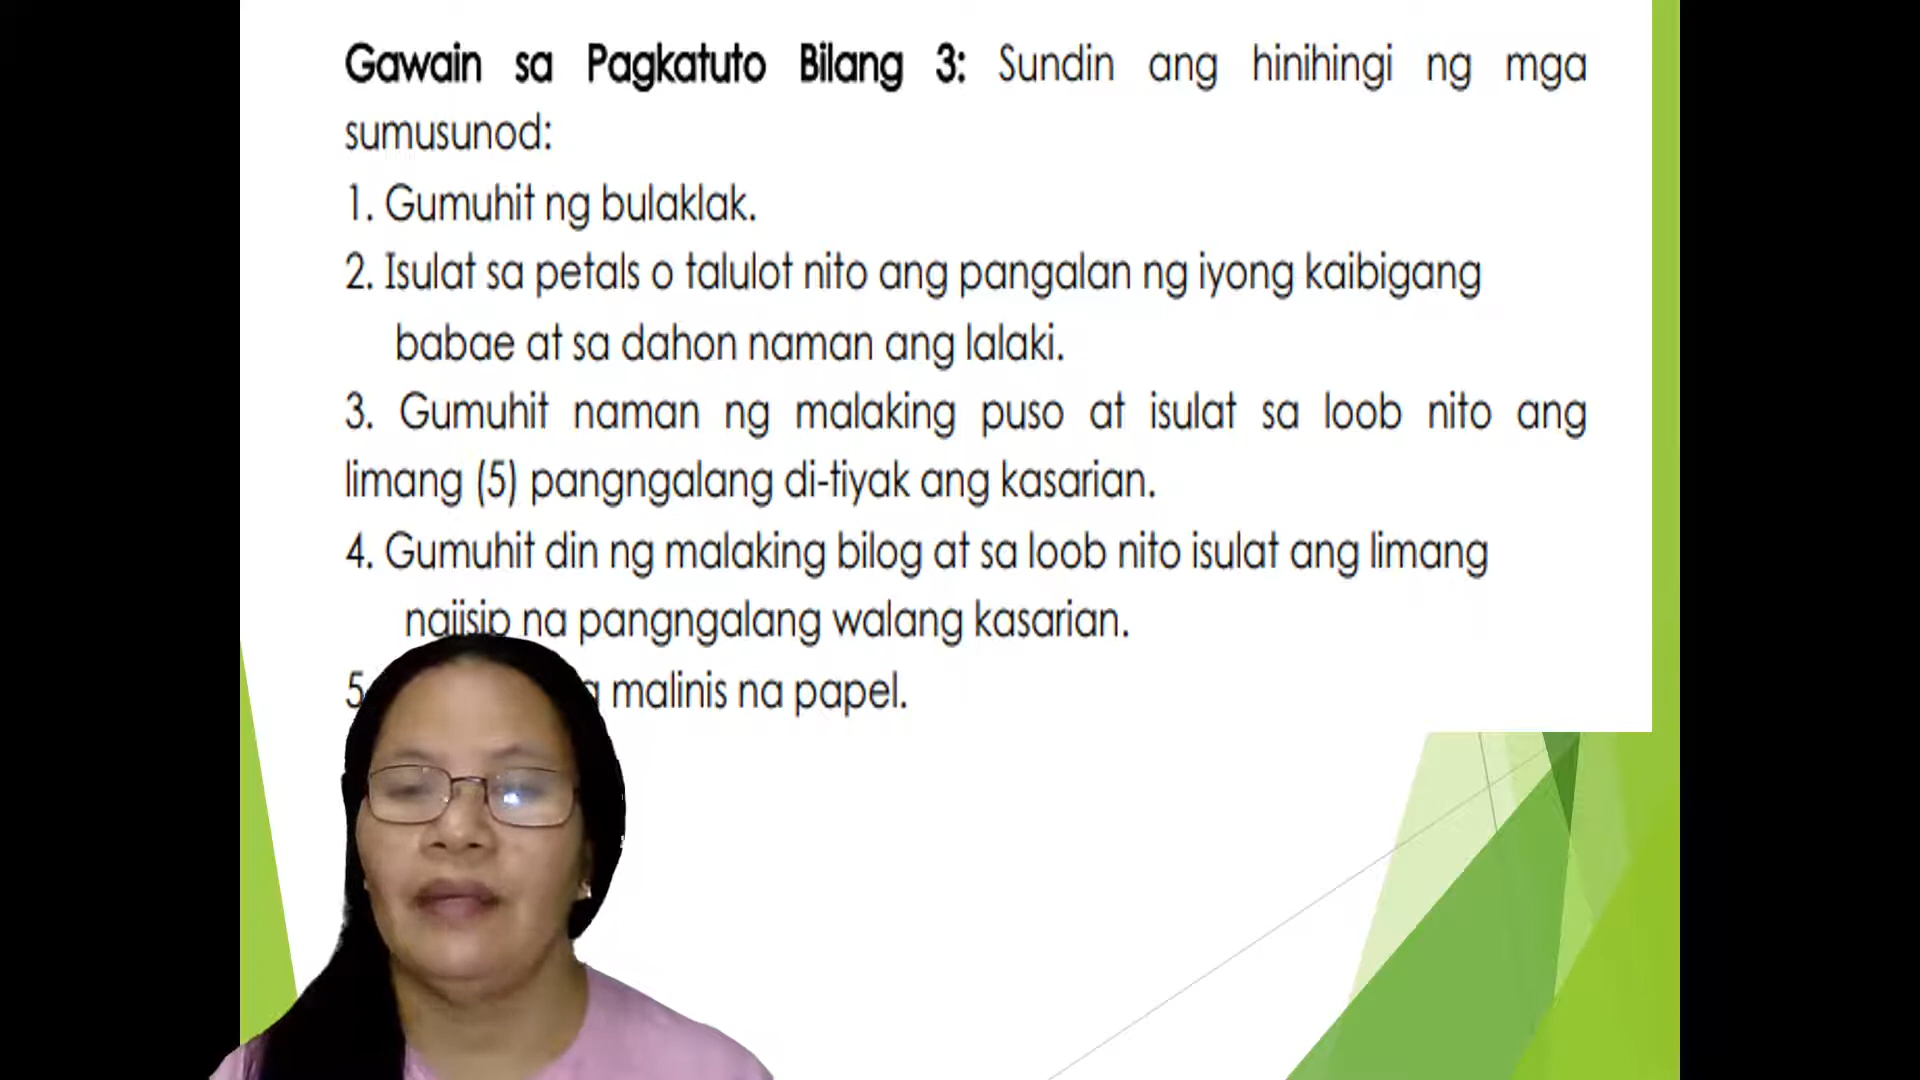 Gawain sa Pagkatuto Bilang 3: Sundin ang hinihingi ng mga
sumusunod:
1. Gumuhit ng bulaklak.
2. Isulat sa petals o talulot nito ang pangalan ng iyong kaibigang
babae at sa dahon naman ang lalaki.
3. Gumuhit naman ng malaking puso at isulat sa loob nito ang
limang (5) pangngalang di-tiyak ang kasarian.
4. Gumuhit din ng malaking bilog at sa loob nito isulat ang limang
naiisip na pangngalang walang kasarian.
5. malinis na papel.